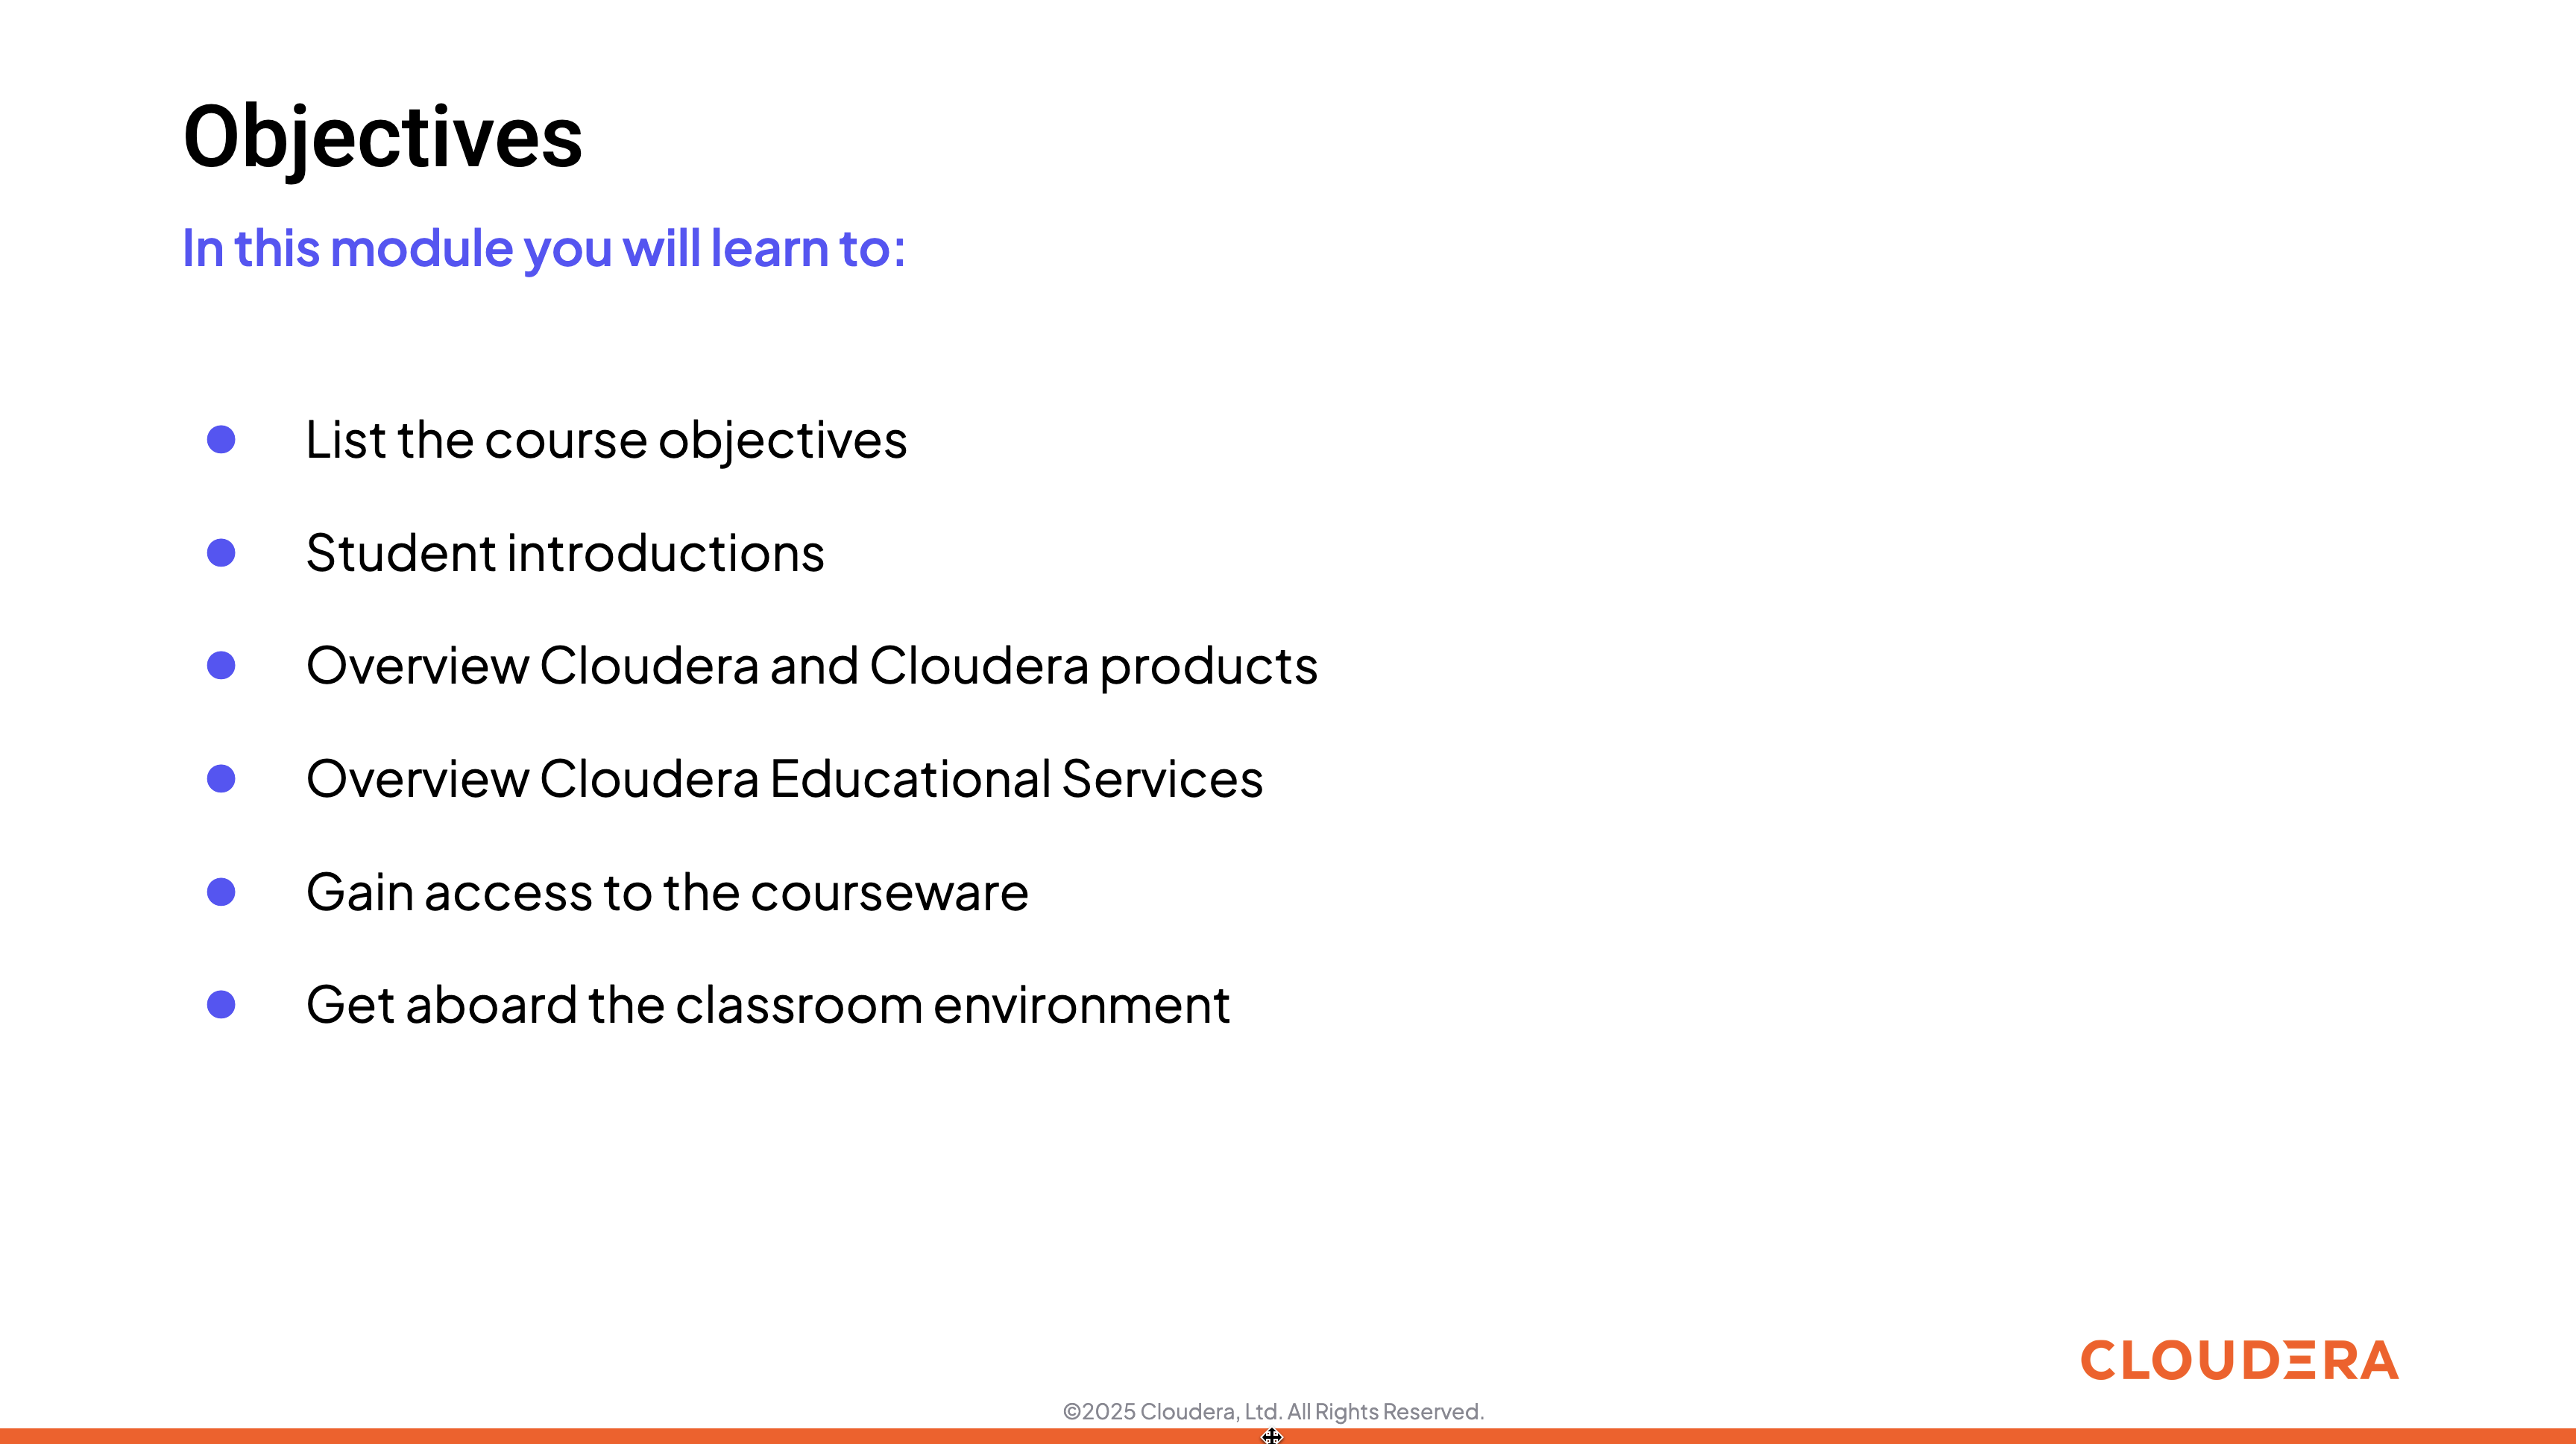 Objectives
In this module you will learn to:
● List the course objectives
● Student introductions
● Overview Cloudera and Cloudera products
● Overview Cloudera Educational Services
● Gain access to the courseware
● Get aboard the classroom environment
CLOUDERA
©2025 Cloudera, Ltd. All Rights Reserved.